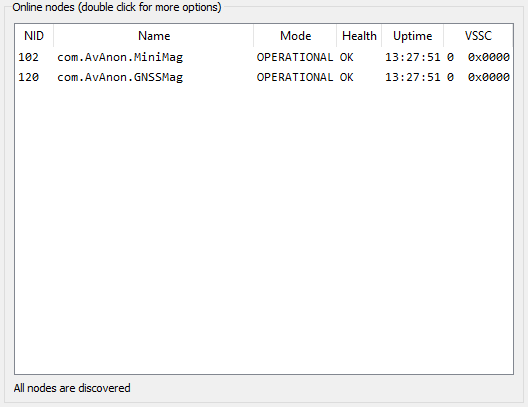 Online nodes (double click for more options)
NID Name Mode Health Uptime VSSC
102 com.AvAnon.MiniMag OPERATIONAL OK 13:27:51 0 0x0000
120 com.AvAnon.GNSSMag OPERATIONAL OK 13:27:51 0 0x0000
All nodes are discovered